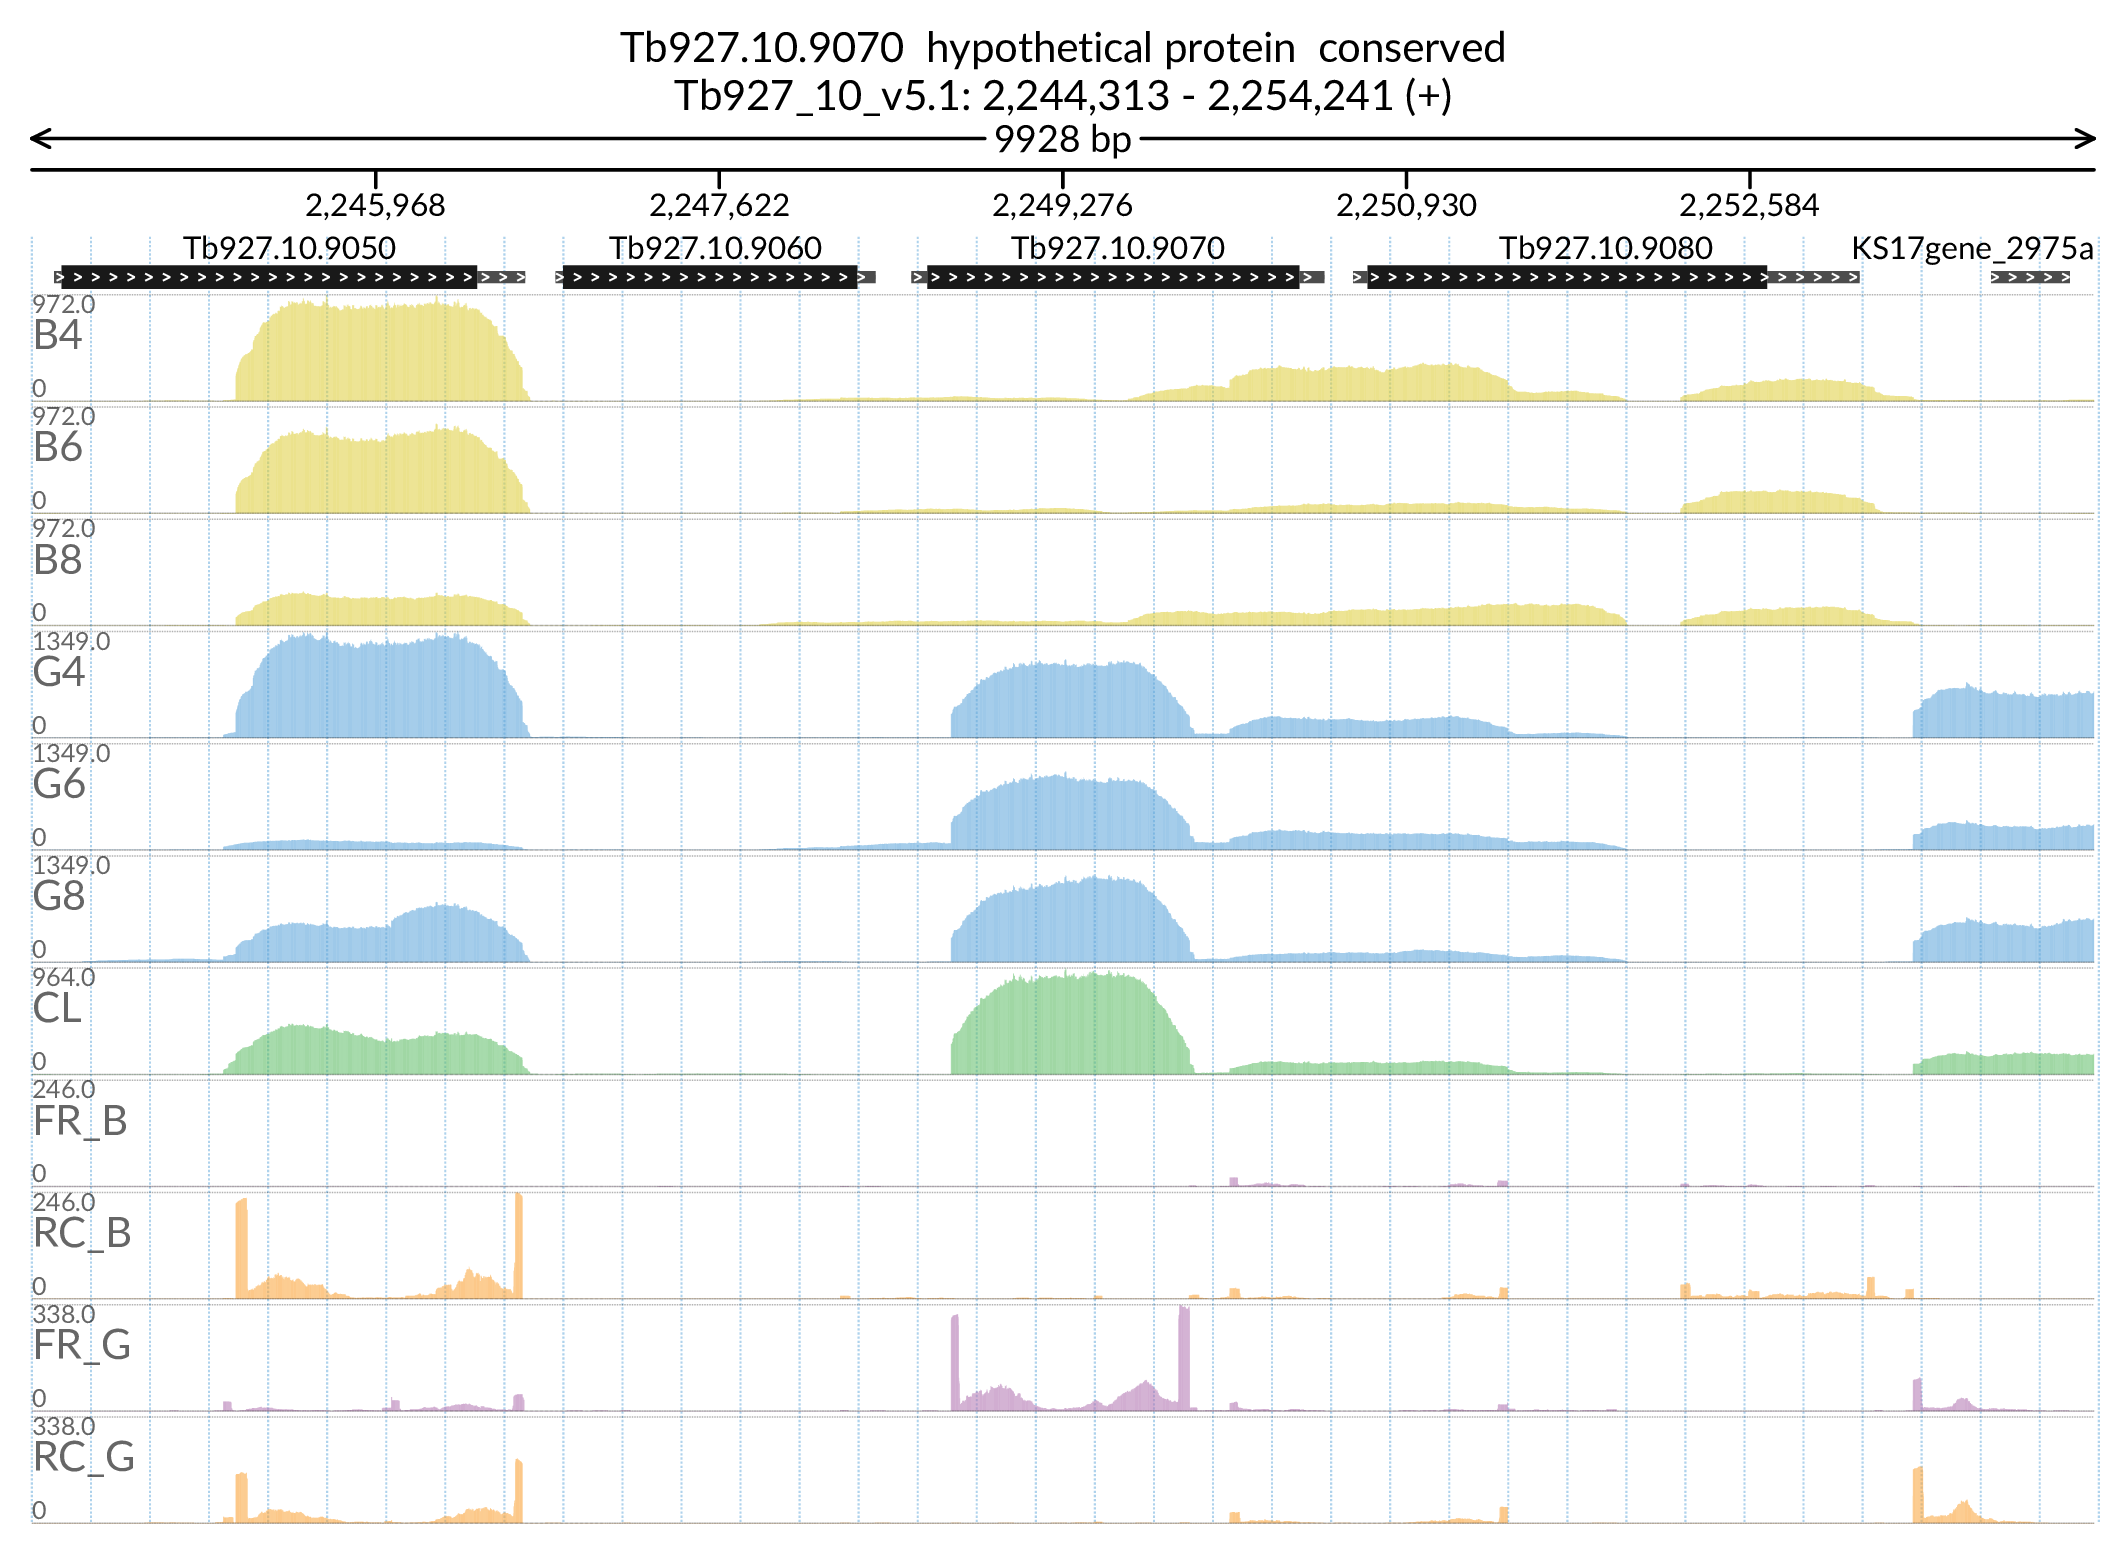 Tb927.10.9070  hypothetical protein  conserved
Tb927_10_v5.1: 2,244,313 - 2,254,241 (+)
9928 bp
2,245,968 2,247,622 2,249,276 2,250,930 2,252,584
Tb927.10.9050 Tb927.10.9060 Tb927.10.9070 Tb927.10.9080 KS17gene_2975a
972.0
B4
0
972.0
B6
0
972.0
B8
0
1349.0
G4
0
1349.0
G6
0
1349.0
G8
0
964.0
CL
0
246.0
FR_B
0
246.0
RC_B
0
338.0
FR_G
0
338.0
RC_G
0